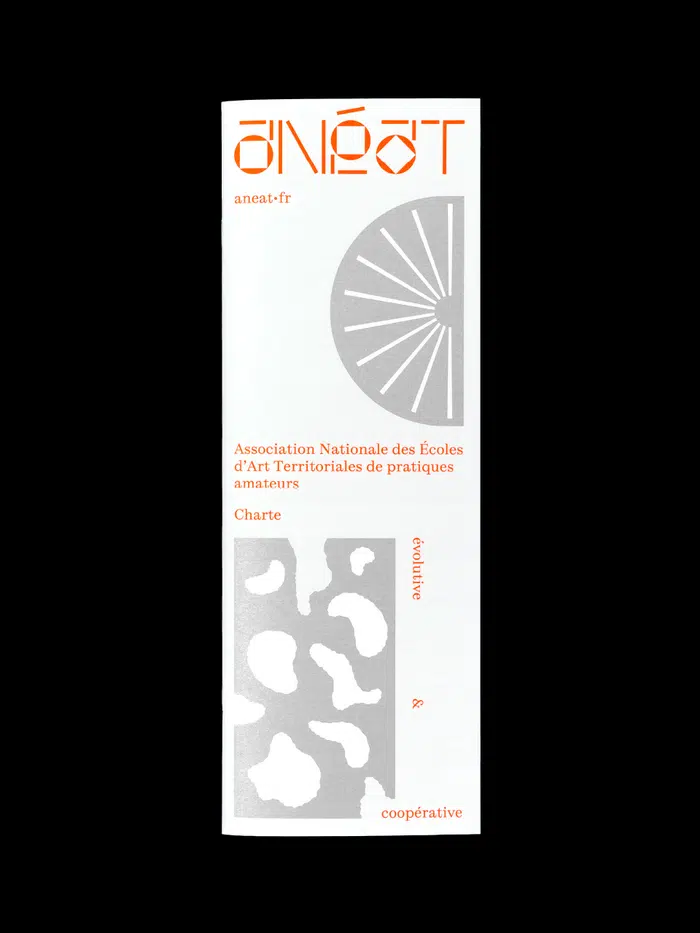 anéat
aneat•fr
Association Nationale des Écoles
d'Art Territoriales de pratiques
amateurs
Charte
évolutive
&
coopérative